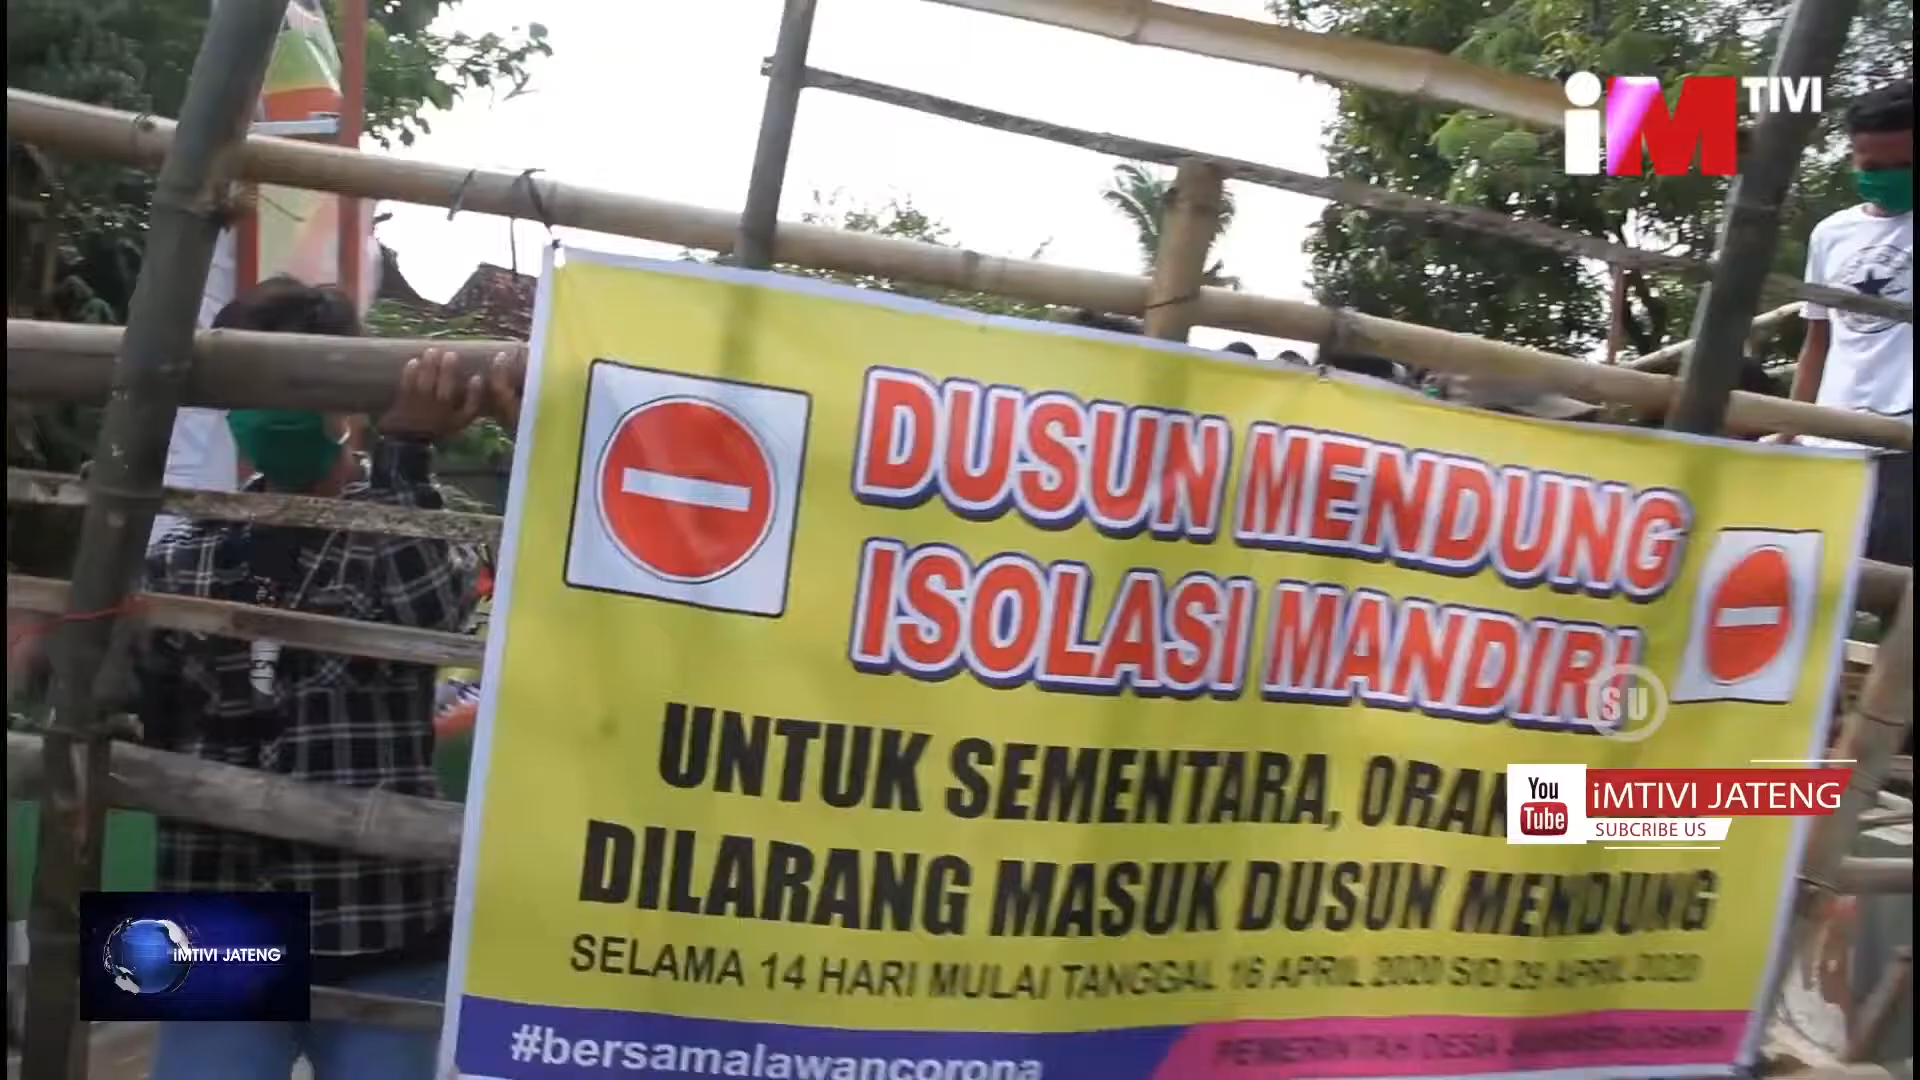 iM TIVI
DUSUN MENDUNG
ISOLASI MANDIRI
SU
UNTUK SEMENTARA,
You
Tube
iMTIVI JATENG
SUBCRIBE US
DILARANG MASUK DUSUN MENDUNG
SELAMA 14 HARI MULAI TANGGAL 16 APRIL 2020 S/D 29 APRIL 2020
iMTIVI JATENG
#bersamalawancorona
PEMERINTAH DESA